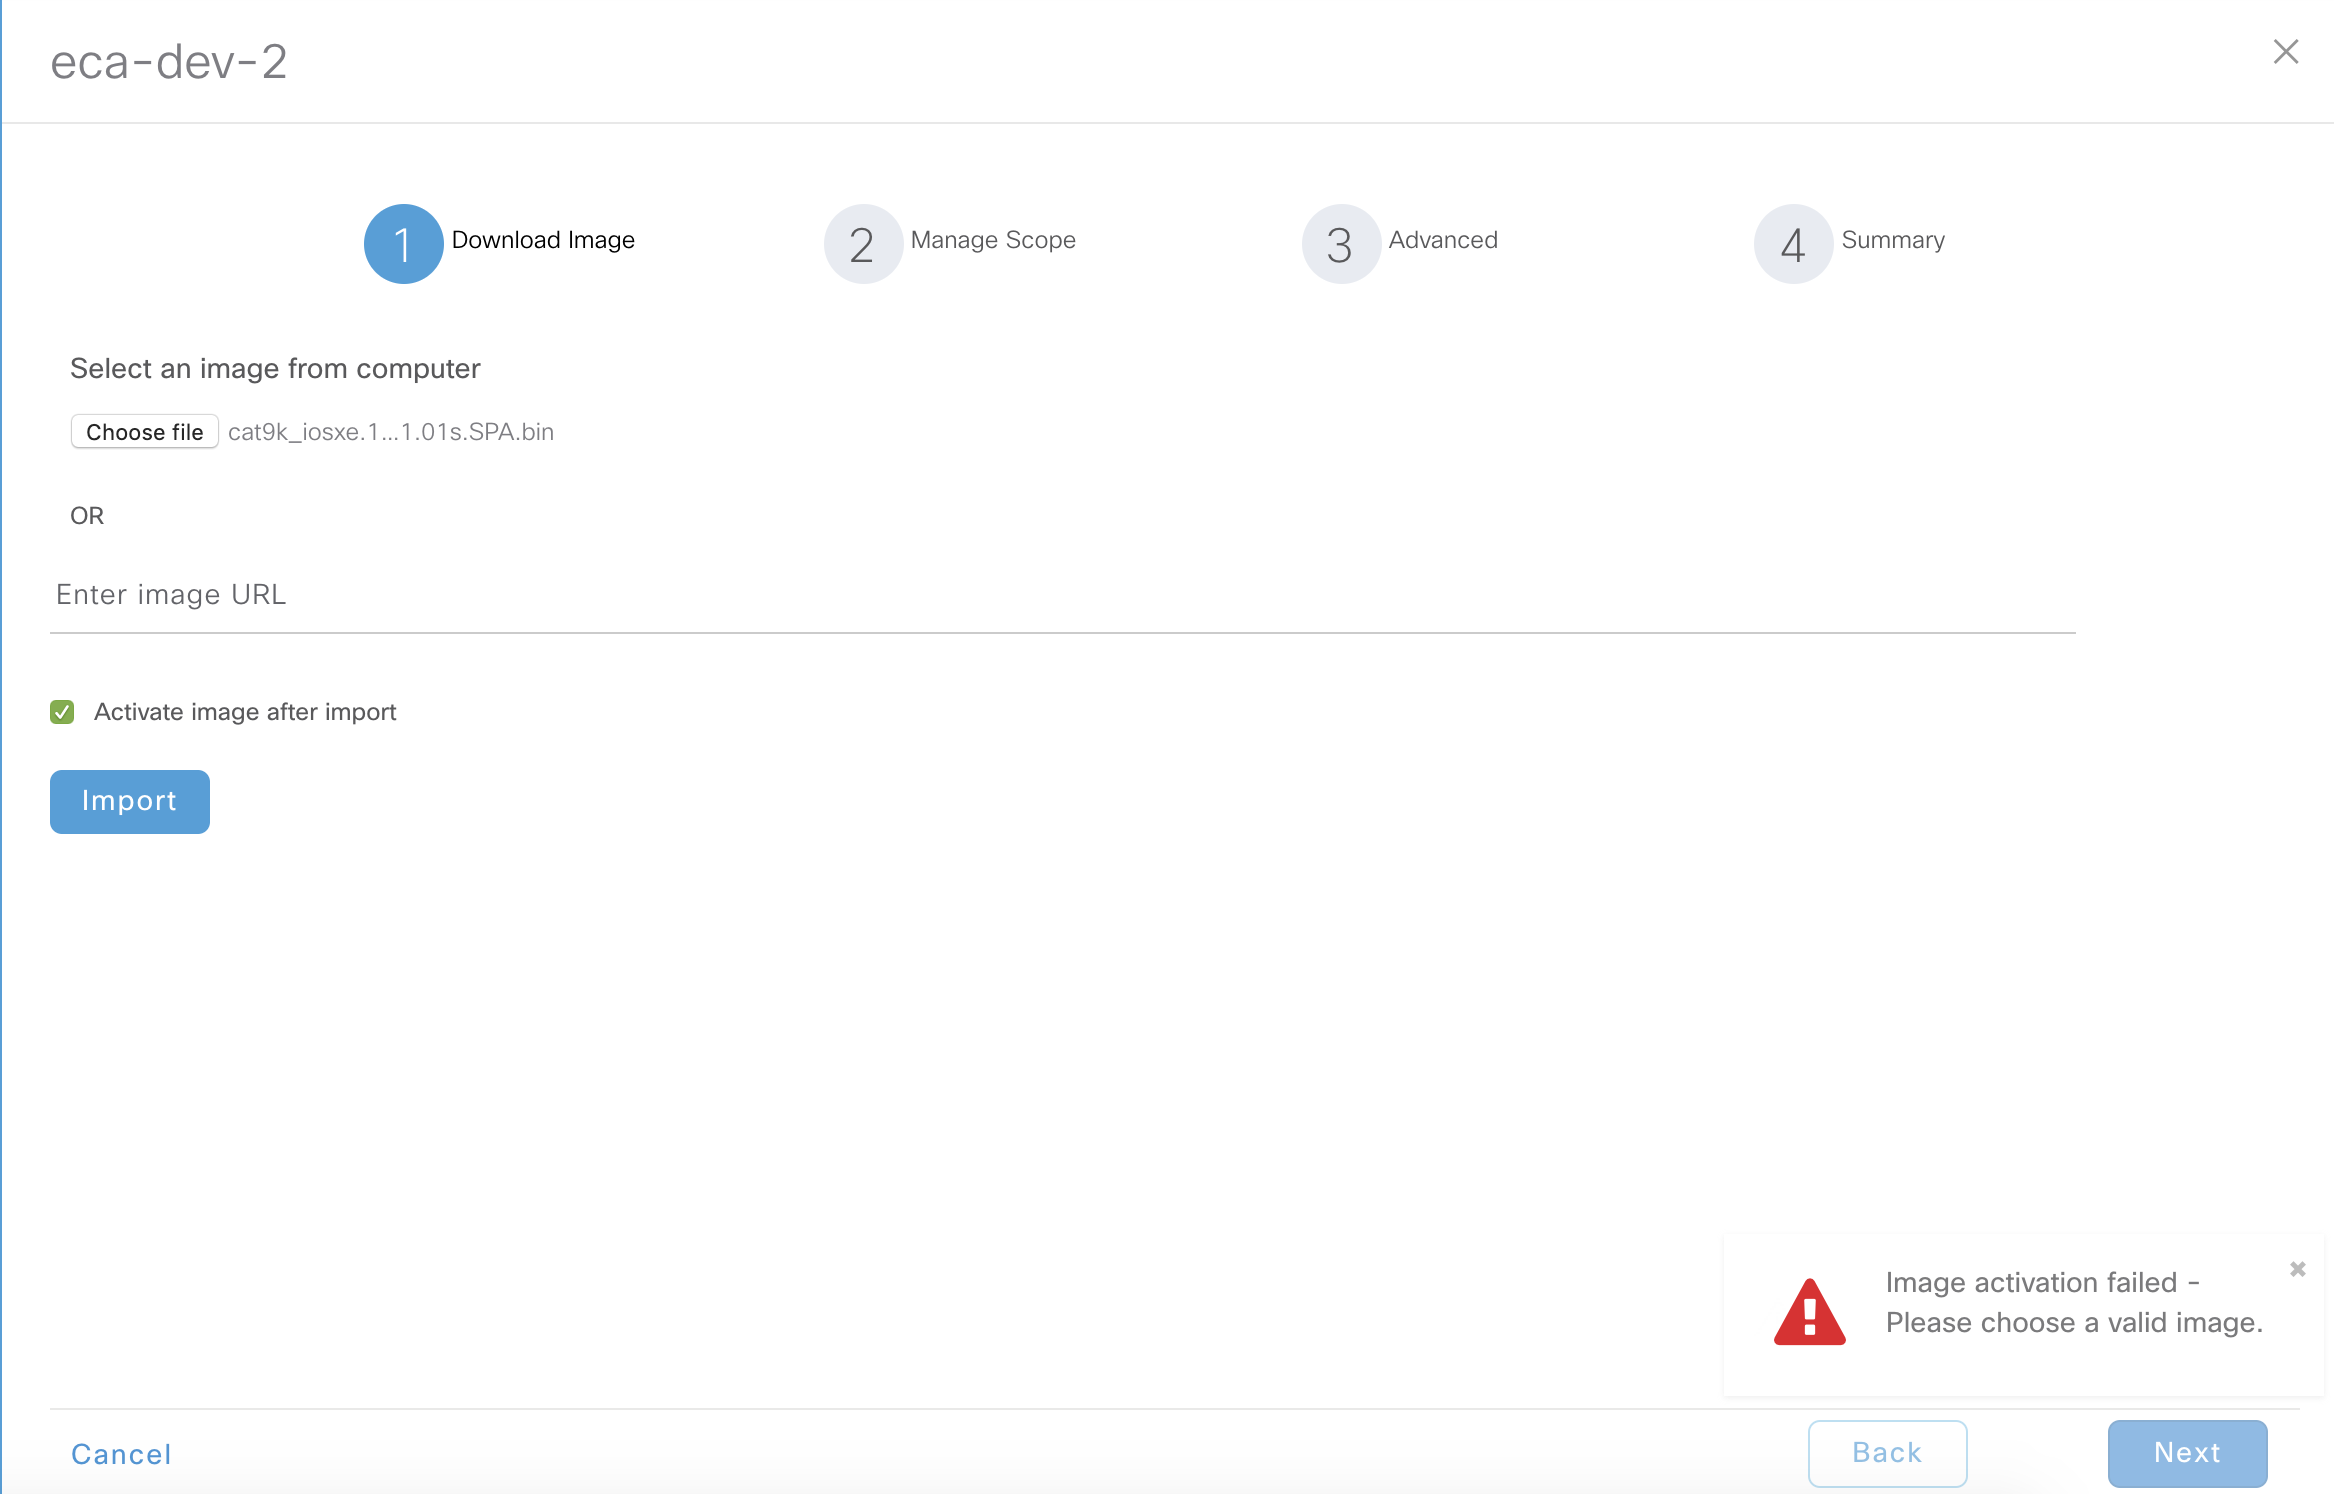 eca-dev-2
1 Download Image
2 Manage Scope
3 Advanced
4 Summary
Select an image from computer
Choose file cat9k_iosxe.1...1.01s.SPA.bin
OR
Enter image URL
Activate image after import
Import
Image activation failed -
Please choose a valid image.
Cancel
Back
Next